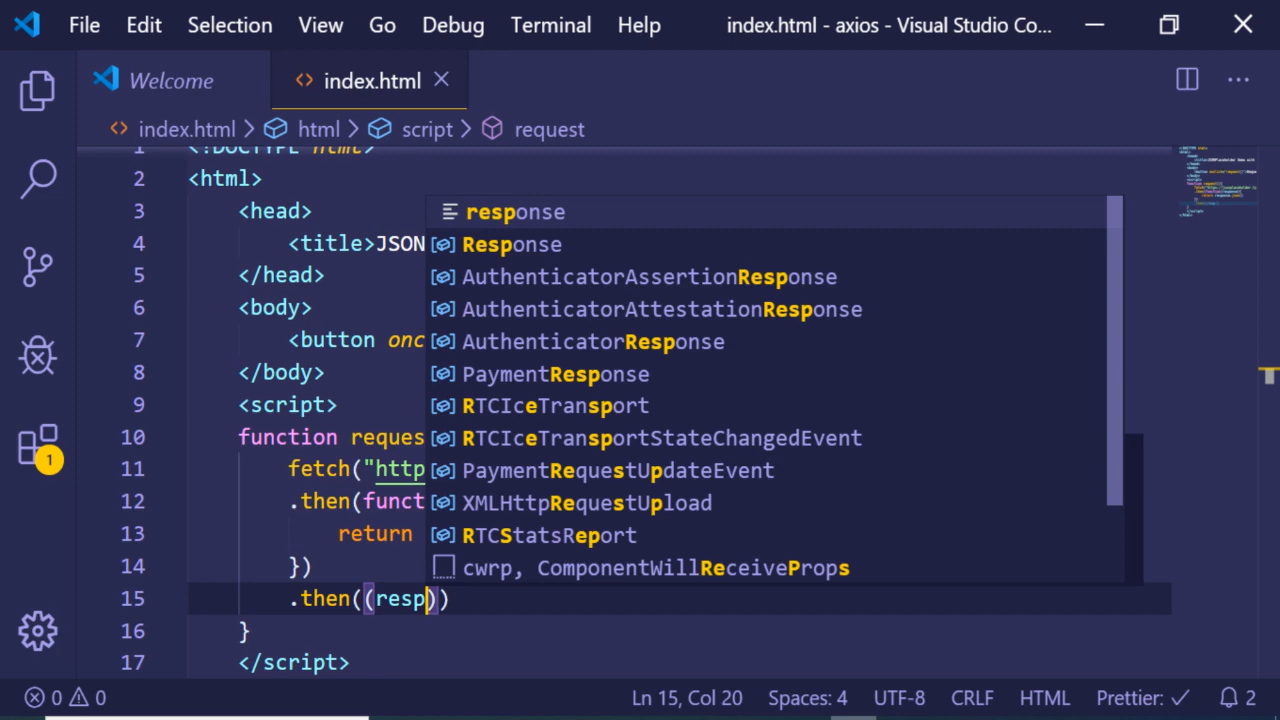 File Edit Selection View Go Debug Terminal Help index.html - axios - Visual Studio Co...
Welcome index.html
index.html html script request
1 <!DOCTYPE html>
2 <html>
3 <head>
4 <title>JSON
5 </head>
6 <body>
7 <button onc
8 </body>
9 <script>
10 function reques
11 fetch("http
12 .then(funct
13 return
14 })
15 .then((resp))
16 }
17 </script>
response
Response
AuthenticatorAssertionResponse
AuthenticatorAttestationResponse
AuthenticatorResponse
PaymentResponse
RTCIceTransport
RTCIceTransportStateChangedEvent
PaymentRequestUpdateEvent
XMLHttpRequestUpload
RTCStatsReport
cwrp, ComponentWillReceiveProps
1
0 0 Ln 15, Col 20 Spaces: 4 UTF-8 CRLF HTML Prettier: ✓ 2